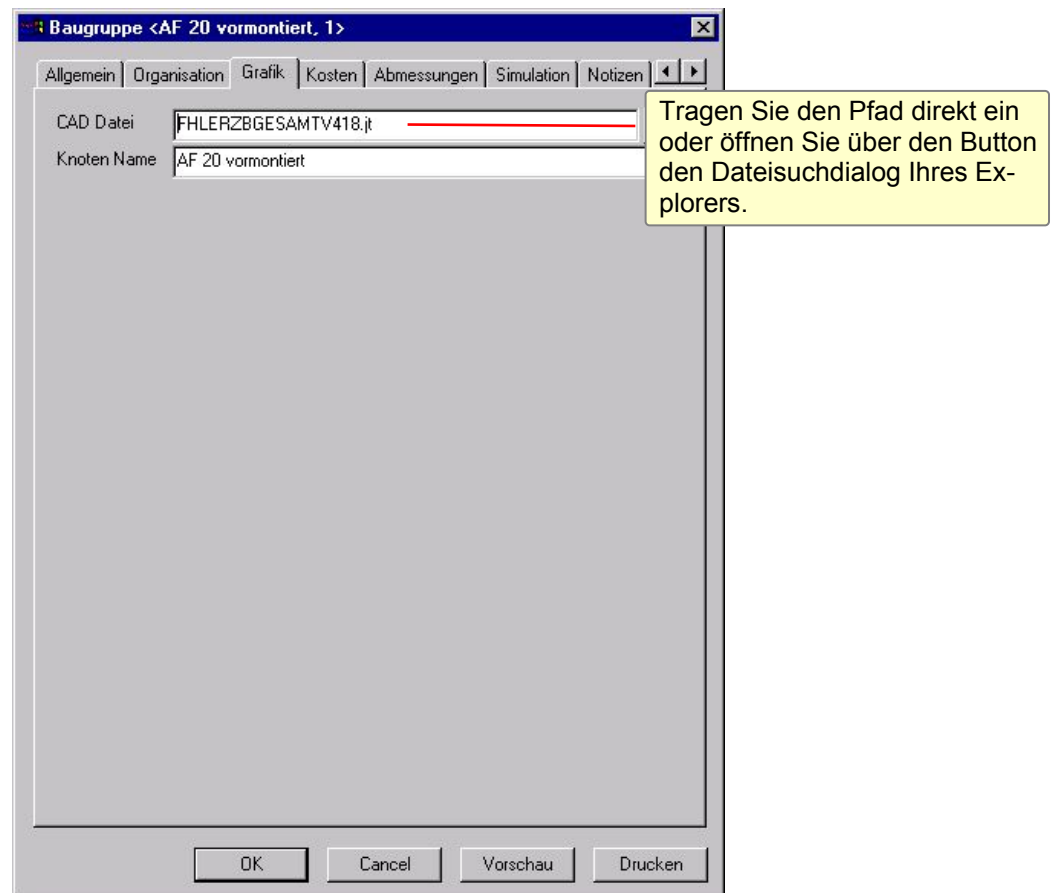 Baugruppe <AF 20 vormontiert, 1>
Allgemein Organisation Grafik Kosten Abmessungen Simulation Notizen
CAD Datei FHLERZBGESAMTV418.jt
Knoten Name AF 20 vormontiert
Tragen Sie den Pfad direkt ein
oder öffnen Sie über den Button
den Dateisuchdialog Ihres Ex-
plorers.
OK Cancel Vorschau Drucken